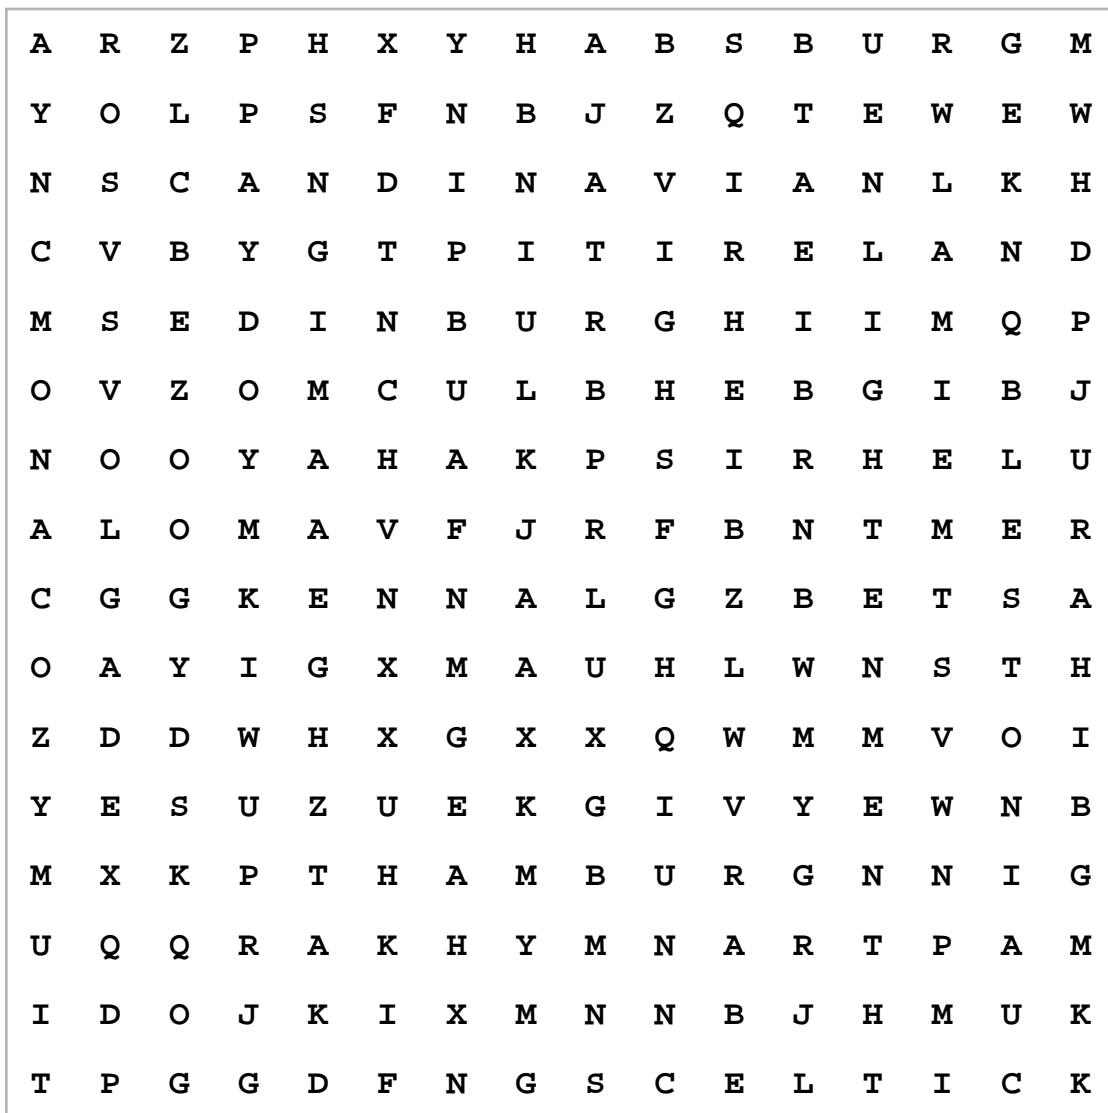 A R Z P H X Y H A B S B U R G M
Y O L P S F N B J Z Q T E W E W
N S C A N D I N A V I A N L K H
C V B Y G T P I T I R E L A N D
M S E D I N B U R G H I I M Q P
O V Z O M C U L B H E B G I B J
N O O Y A H A K P S I R H E L U
A L O M A V F J R F B N T M E R
C G G K E N N A L G Z B E T S A
O A Y I G X M A U H L W N S T H
Z D D W H X G X X Q W M M V O I
Y E S U Z U E K G I V Y E W N B
M X K P T H A M B U R G N N I G
U Q Q R A K H Y M N A R T P A M
I D O J K I X M N N B J H M U K
T P G G D F N G S C E L T I C K